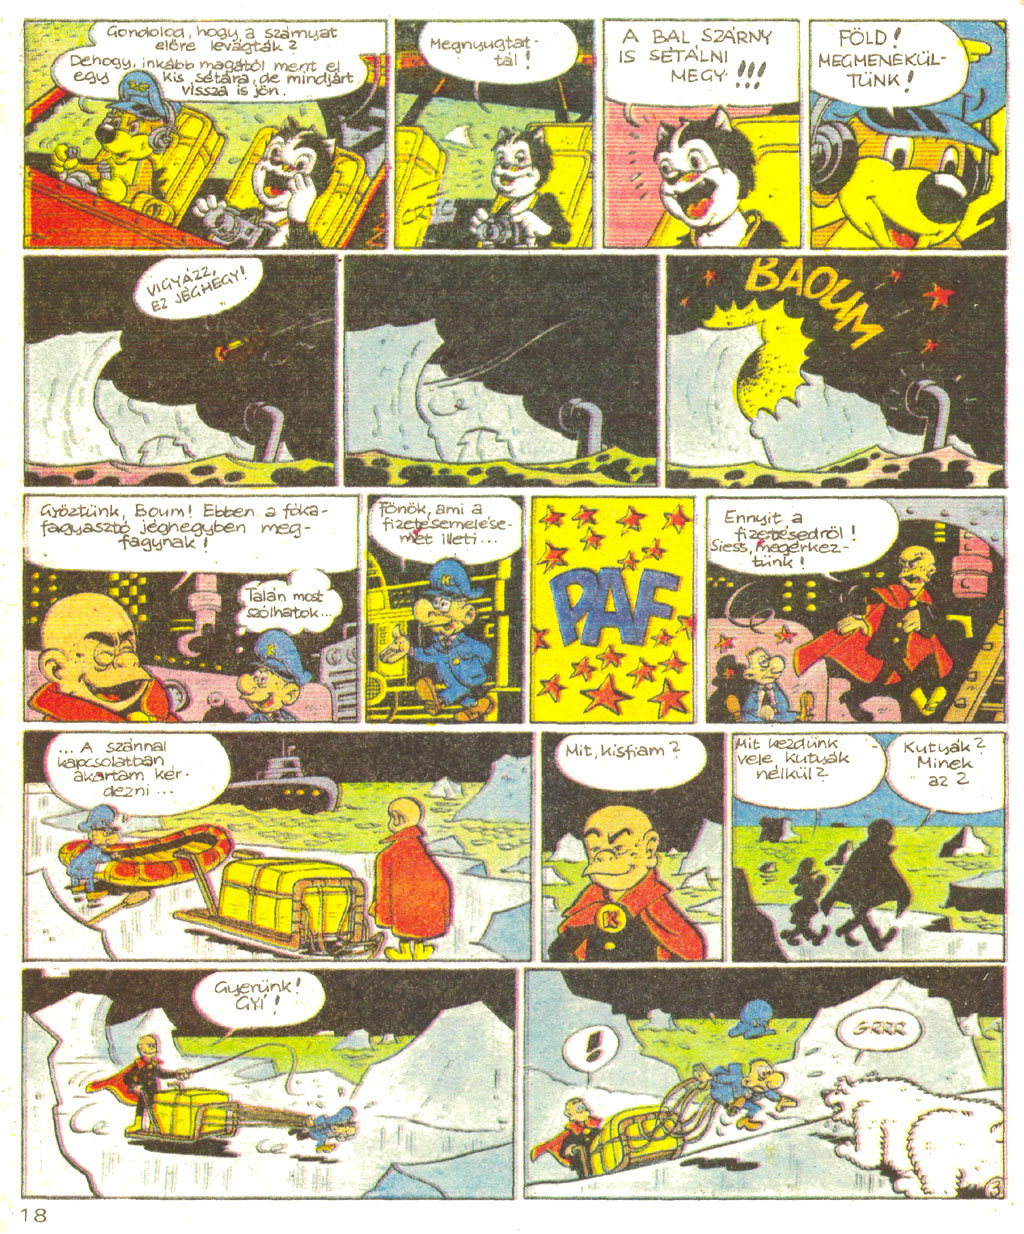 Gondolod, hogy a szárnyat
előre levágták?
Dehogy, inkább magától ment el
egy kis sétára, de mindjárt
vissza is jön.
Megnyugtat-
tál!
A BAL SZÁRNY
IS SÉTÁLNI
MEGY!!!
FÖLD!
MEGMENEKÜL-
TÜNK!
VIGYÁZZ,
EZ JÉGHEGY!
BAOUM
Győztünk, Boum! Ebben a fóka-
fagyasztó jéghegyben meg-
fagynak!
Talán most
szólhatok...
Főnök, ami a
fizetésemelése-
met illeti...
PAF
Ennyit a
fizetésedről!
Siess, megérkez-
tünk!
... A szánnal
kapcsolatban
akartam kér-
dezni ...
Mit, kisfiam?
K
Mit kezdünk
vele kutyák
nélkül?
Kutyák?
Minek
az?
Gyerünk!
GYÍ!
!
GRRR
3
18